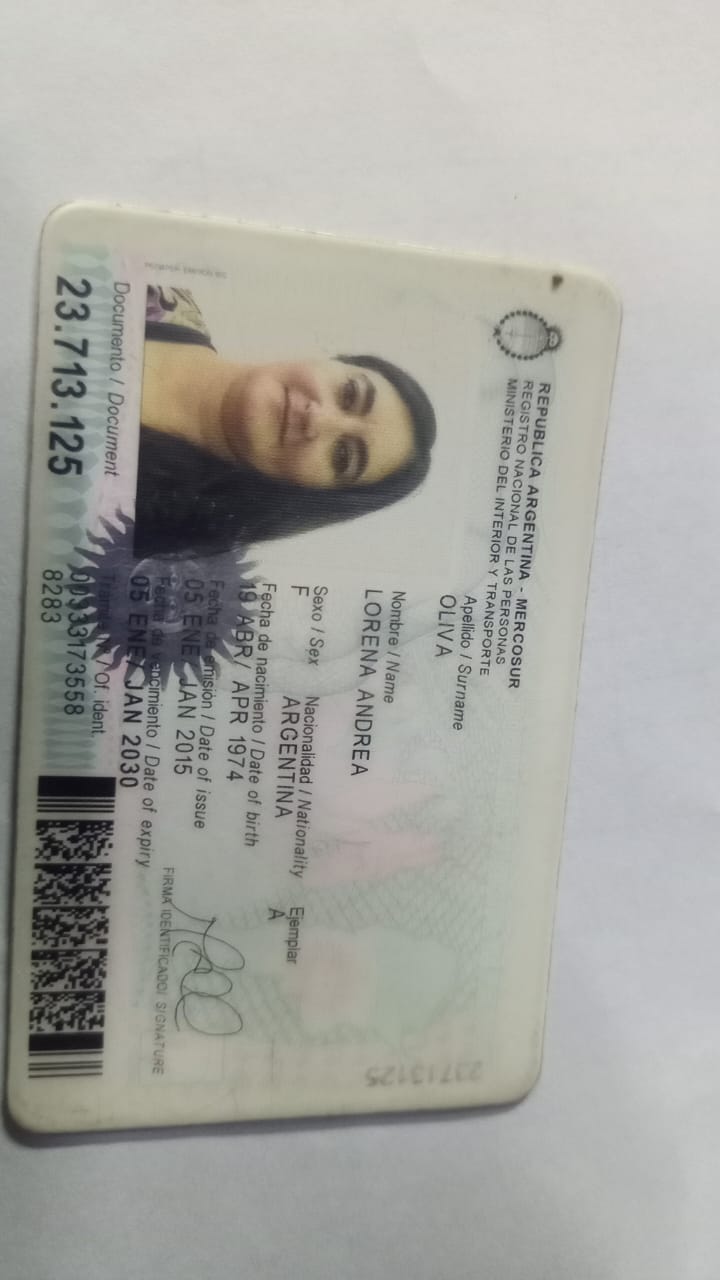 REPUBLICA ARGENTINA - MERCOSUR
REGISTRO NACIONAL DE LAS PERSONAS
MINISTERIO DEL INTERIOR Y TRANSPORTE
Apellido / Surname
OLIVA
Nombre / Name
LORENA ANDREA
Sexo / Sex Nacionalidad / Nationality Ejemplar
F ARGENTINA A
Fecha de nacimiento / Date of birth
19 ABR/ APR 1974
Fecha de emisión / Date of issue
05 ENE/ JAN 2015
Fecha de vencimiento / Date of expiry
05 ENE/ JAN 2030
FIRMA IDENTIFICADO/ SIGNATURE
Documento / Document
23.713.125
Trámite Nº / Of. ident.
00333173558
8283
23713125